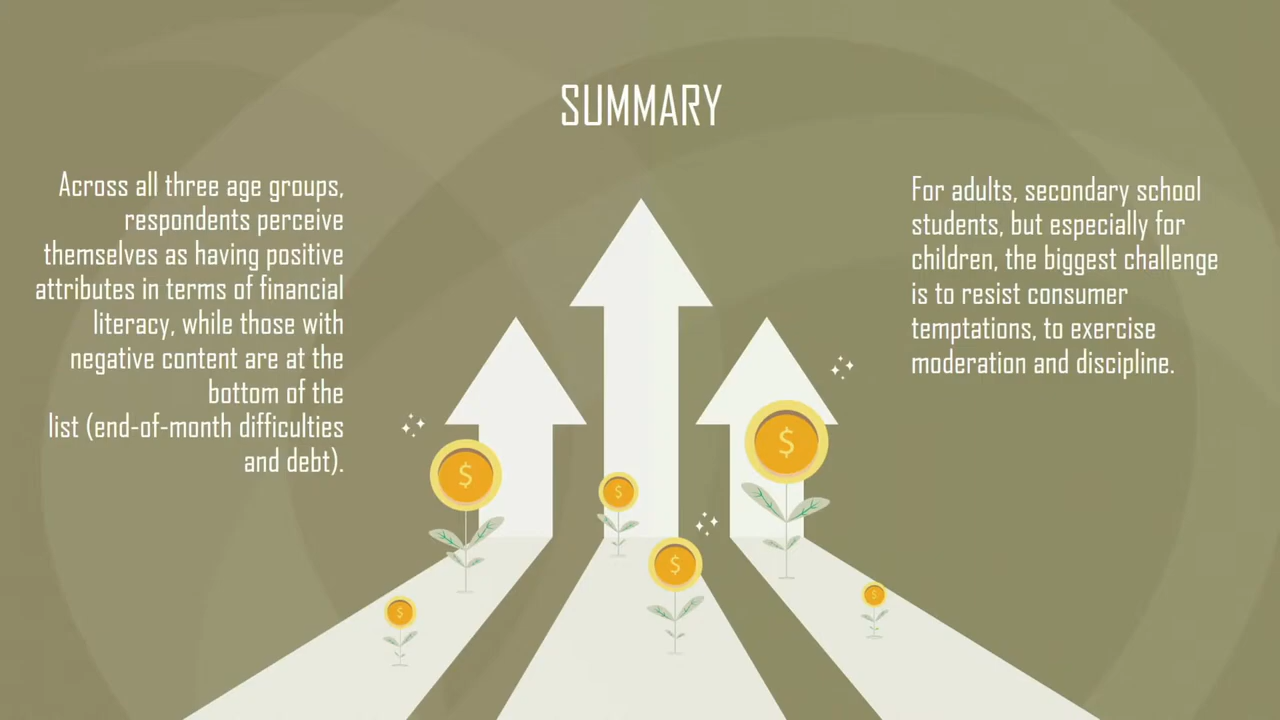 SUMMARY
Across all three age groups,
respondents perceive
themselves as having positive
attributes in terms of financial
literacy, while those with
negative content are at the
bottom of the
list (end-of-month difficulties
and debt).
For adults, secondary school
students, but especially for
children, the biggest challenge
is to resist consumer
temptations, to exercise
moderation and discipline.
$
$
$
$
$
$